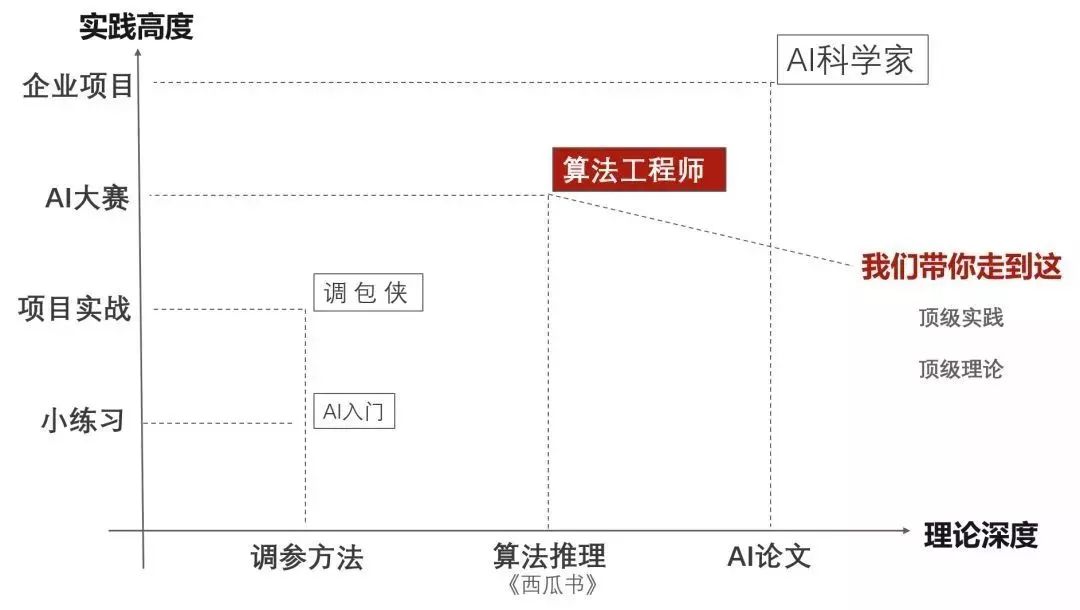 实践高度
企业项目
AI科学家
AI大赛
算法工程师
我们带你走到这
顶级实践
顶级理论
项目实战
调包侠
小练习
AI入门
理论深度
调参方法
算法推理
《西瓜书》
AI论文